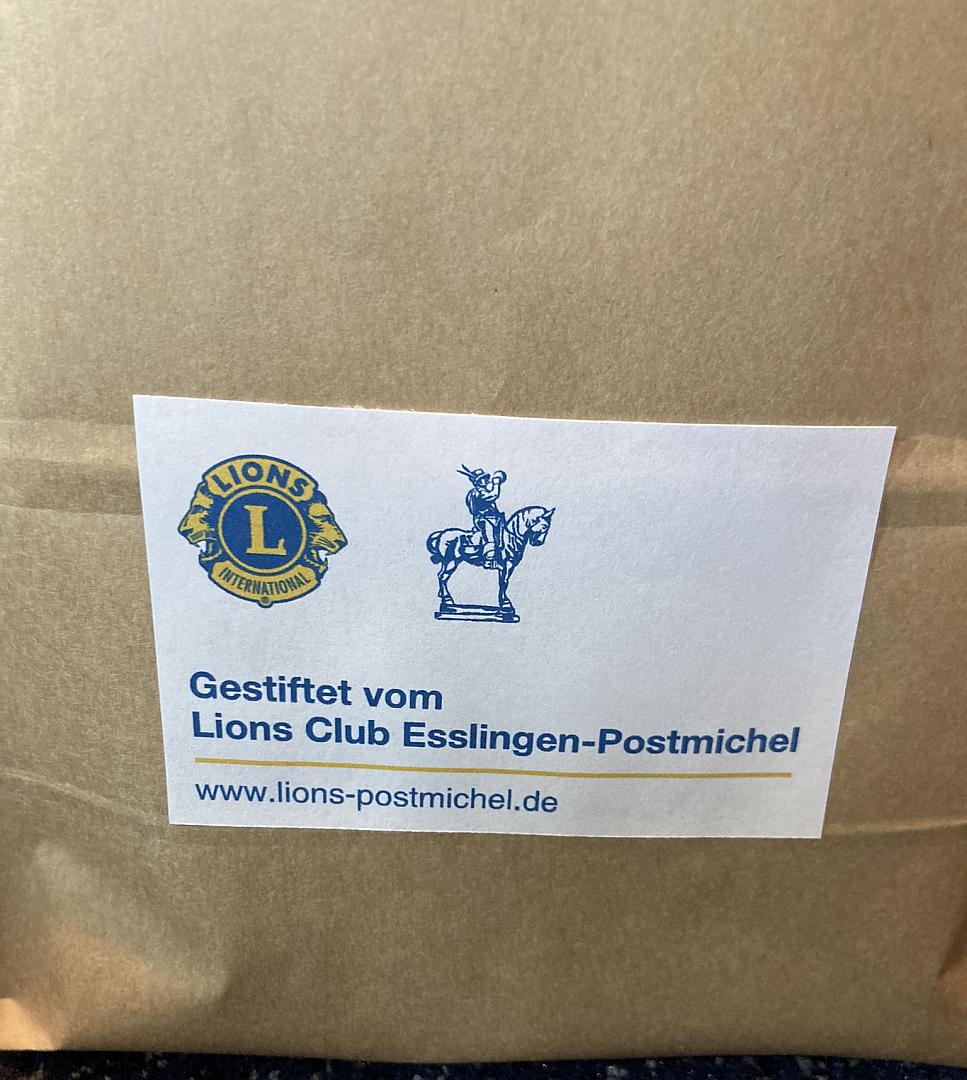 LIONS
L
INTERNATIONAL
Gestiftet vom
Lions Club Esslingen-Postmichel
www.lions-postmichel.de